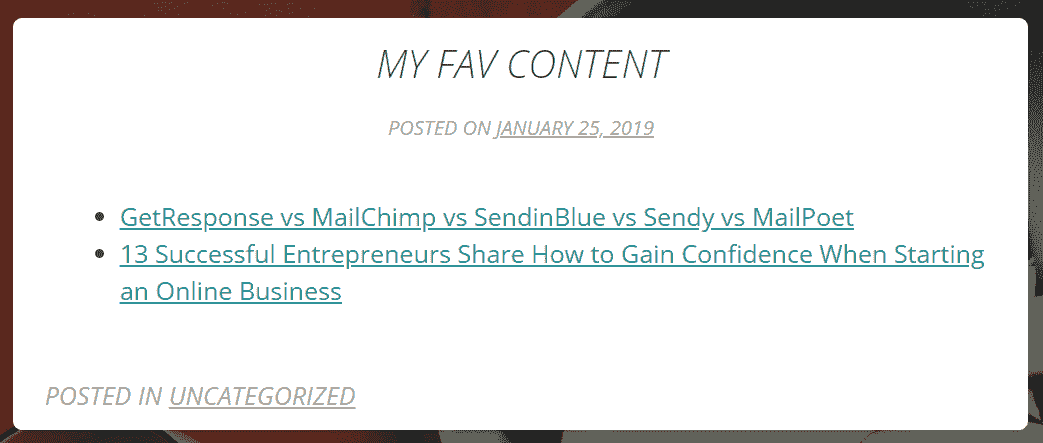 MY FAV CONTENT
POSTED ON JANUARY 25, 2019
GetResponse vs MailChimp vs SendinBlue vs Sendy vs MailPoet
13 Successful Entrepreneurs Share How to Gain Confidence When Starting
an Online Business
POSTED IN UNCATEGORIZED